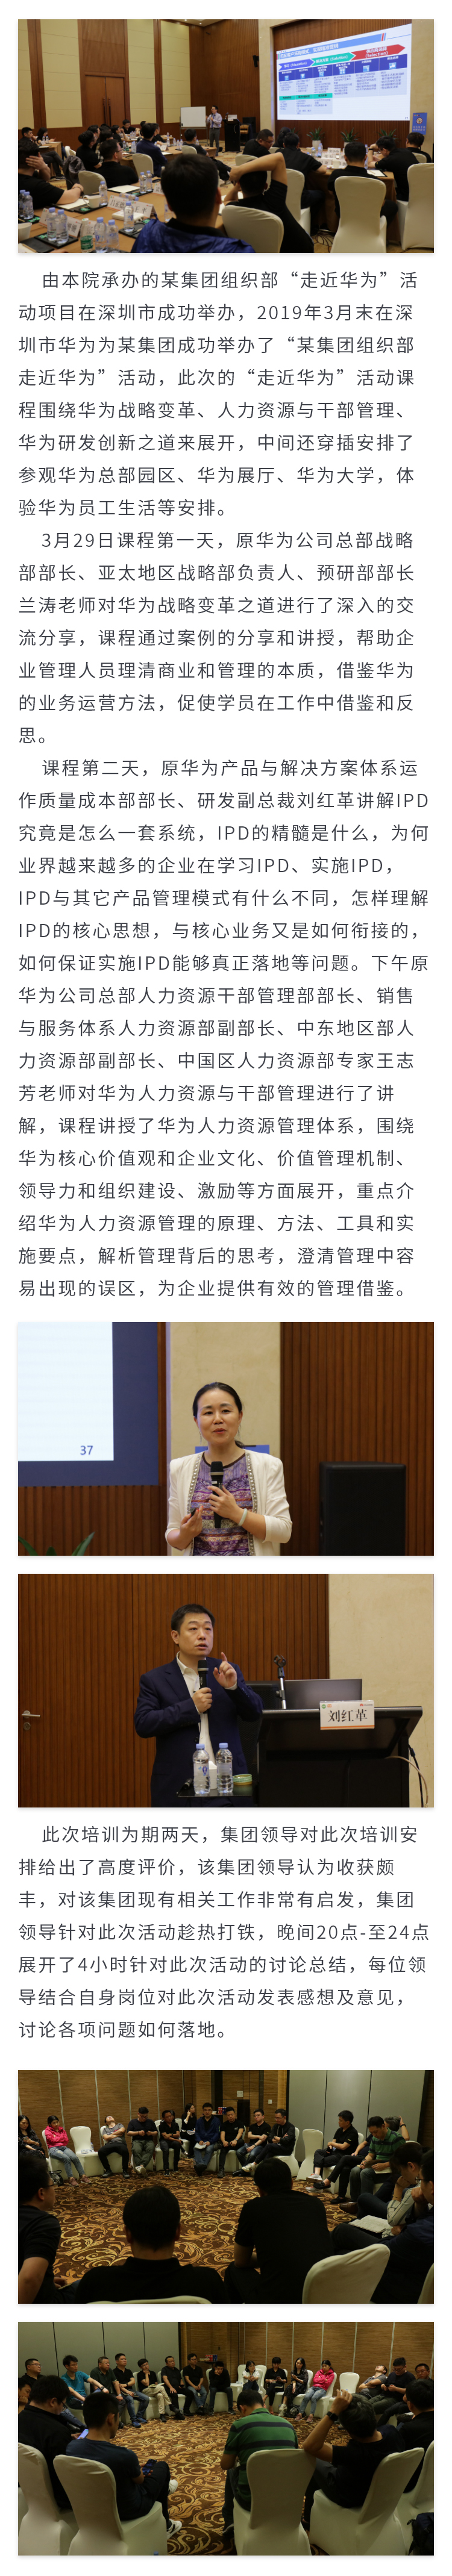 由本院承办的某集团组织部“走近华为”活
动项目在深圳市成功举办，2019年3月末在深
圳市华为为某集团成功举办了“某集团组织部
走近华为”活动，此次的“走近华为”活动课
程围绕华为战略变革、人力资源与干部管理、
华为研发创新之道来展开，中间还穿插安排了
参观华为总部园区、华为展厅、华为大学，体
验华为员工生活等安排。
3月29日课程第一天，原华为公司总部战略
部部长、亚太地区战略部负责人、预研部部长
兰涛老师对华为战略变革之道进行了深入的交
流分享，课程通过案例的分享和讲授，帮助企
业管理人员理清商业和管理的本质，借鉴华为
的业务运营方法，促使学员在工作中借鉴和反
思。
课程第二天，原华为产品与解决方案体系运
作质量成本部部长、研发副总裁刘红革讲解IPD
究竟是怎么一套系统，IPD的精髓是什么，为何
业界越来越多的企业在学习IPD、实施IPD，
IPD与其它产品管理模式有什么不同，怎样理解
IPD的核心思想，与核心业务又是如何衔接的，
如何保证实施IPD能够真正落地等问题。下午原
华为公司总部人力资源干部管理部部长、销售
与服务体系人力资源部副部长、中东地区部人
力资源部副部长、中国区人力资源部专家王志
芳老师对华为人力资源与干部管理进行了讲
解，课程讲授了华为人力资源管理体系，围绕
华为核心价值观和企业文化、价值管理机制、
领导力和组织建设、激励等方面展开，重点介
绍华为人力资源管理的原理、方法、工具和实
施要点，解析管理背后的思考，澄清管理中容
易出现的误区，为企业提供有效的管理借鉴。
37
刘红革
此次培训为期两天，集团领导对此次培训安
排给出了高度评价，该集团领导认为收获颇
丰，对该集团现有相关工作非常有启发，集团
领导针对此次活动趁热打铁，晚间20点-至24点
展开了4小时针对此次活动的讨论总结，每位领
导结合自身岗位对此次活动发表感想及意见，
讨论各项问题如何落地。